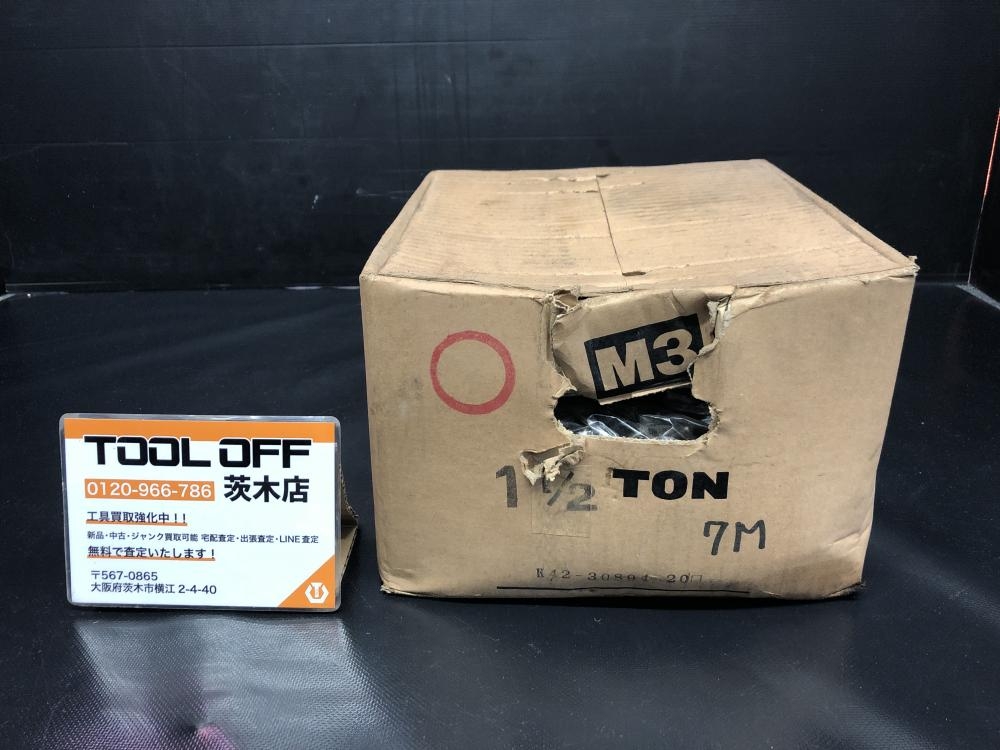 TOOL OFF
0120-966-786 茨木店
工具買取強化中!!
新品・中古・ジャンク買取可能 宅配査定・出張査定・LINE査定
無料で査定いたします!
〒567-0865
大阪府茨木市横江2-4-40
M3
1 1/2 TON
7M